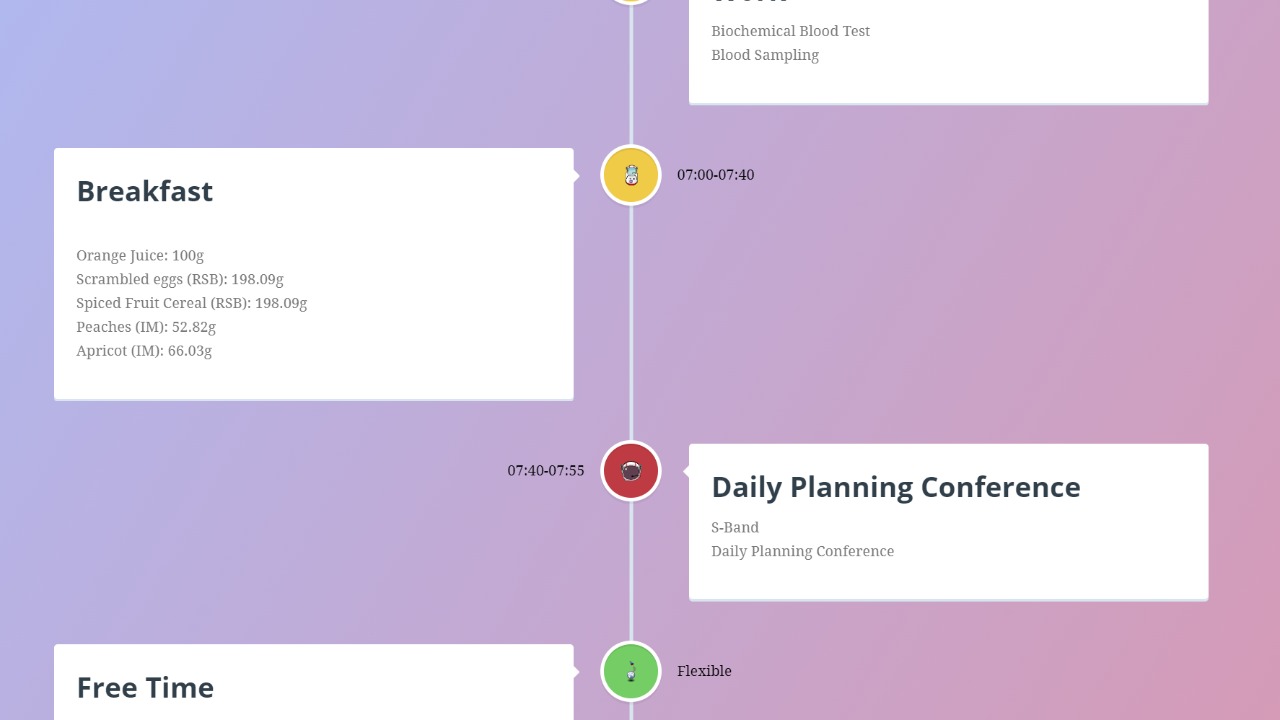 Biochemical Blood Test
Blood Sampling
07:00-07:40
Breakfast
Orange Juice: 100g
Scrambled eggs (RSB): 198.09g
Spiced Fruit Cereal (RSB): 198.09g
Peaches (IM): 52.82g
Apricot (IM): 66.03g
07:40-07:55
Daily Planning Conference
S-Band
Daily Planning Conference
Flexible
Free Time